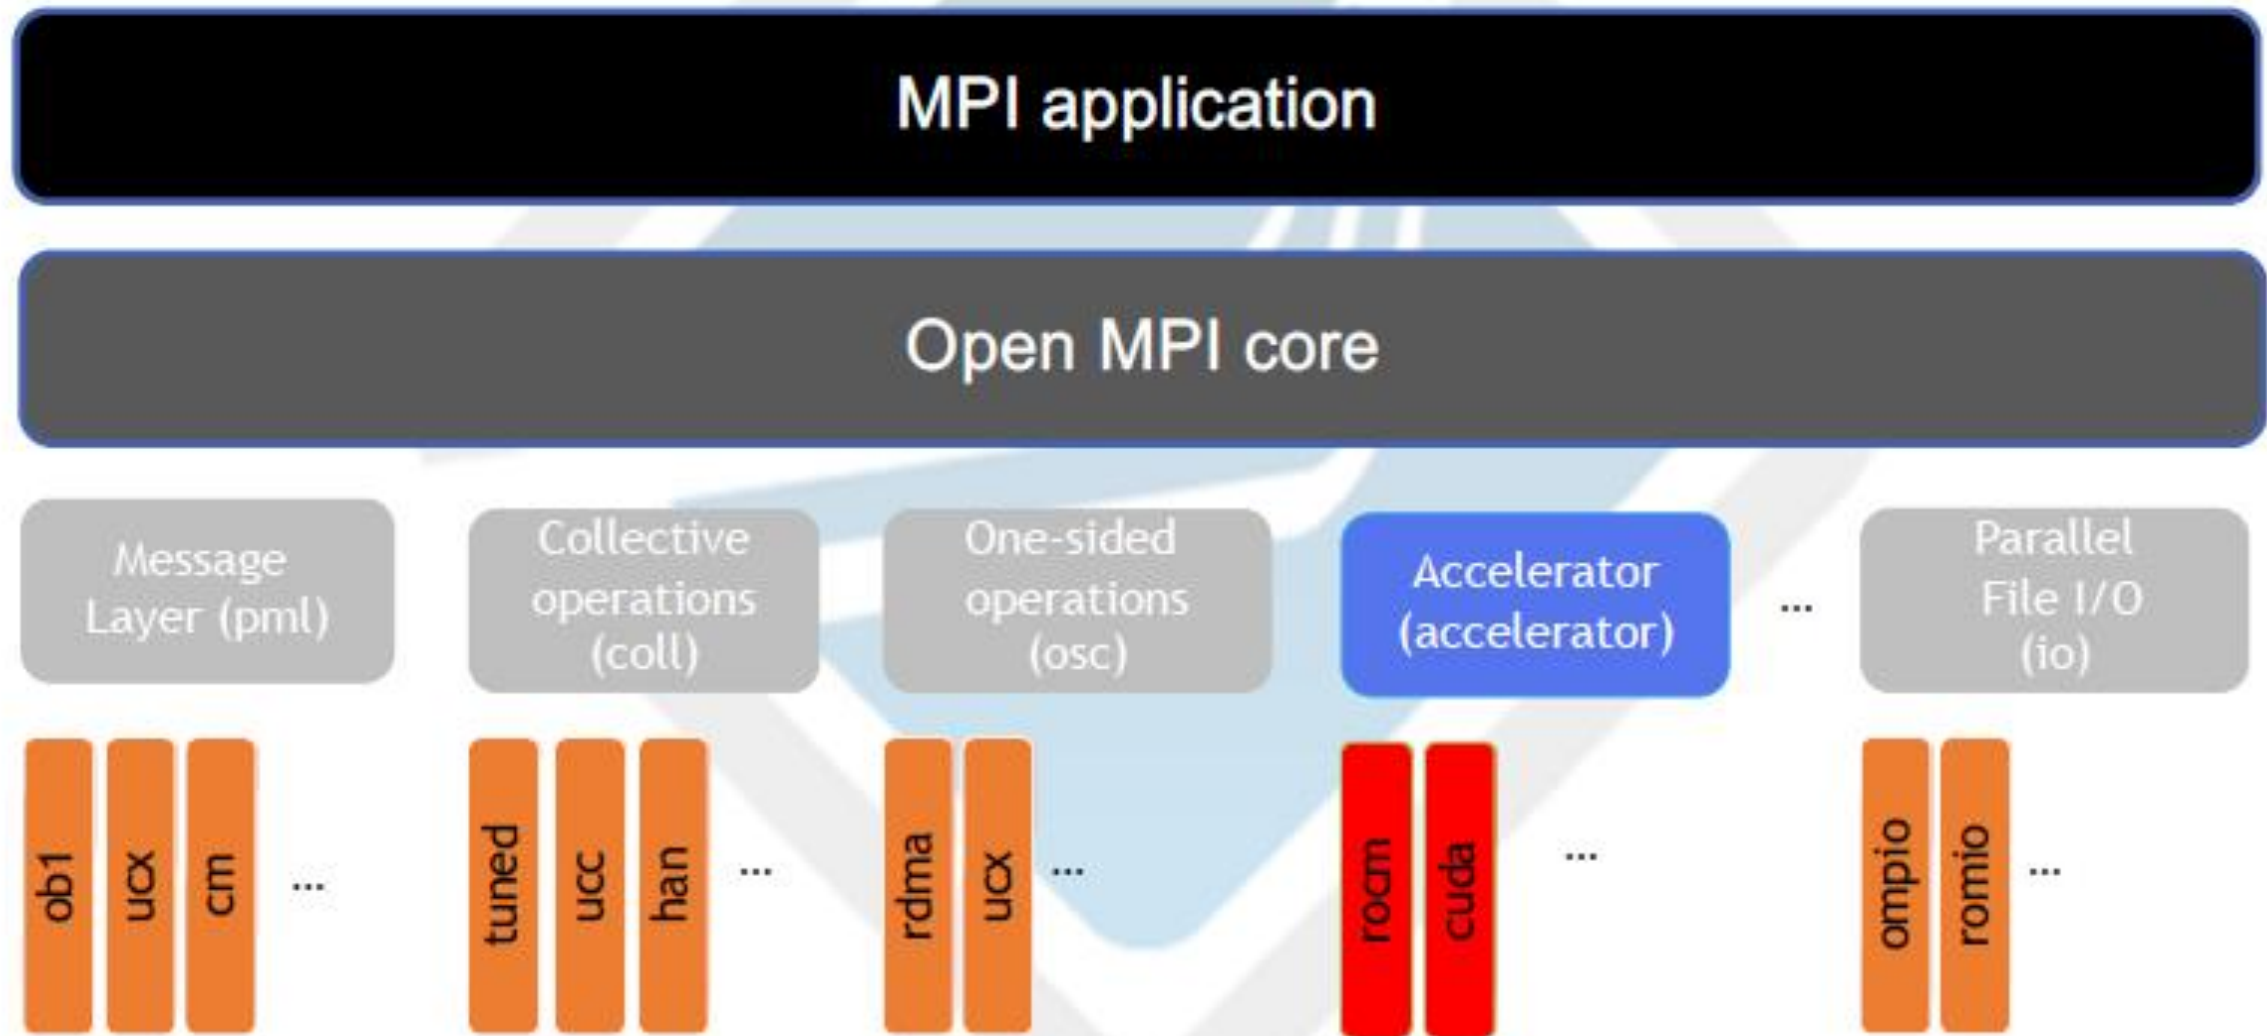 MPI application
Open MPI core
Message
Layer (pml)
Collective
operations
(coll)
One-sided
operations
(osc)
Accelerator
(accelerator)
...
Parallel
File I/O
(io)
ob1
ucx
cm
...
tuned
ucc
han
...
rdma
ucx
...
rocm
cuda
...
ompio
romio
...